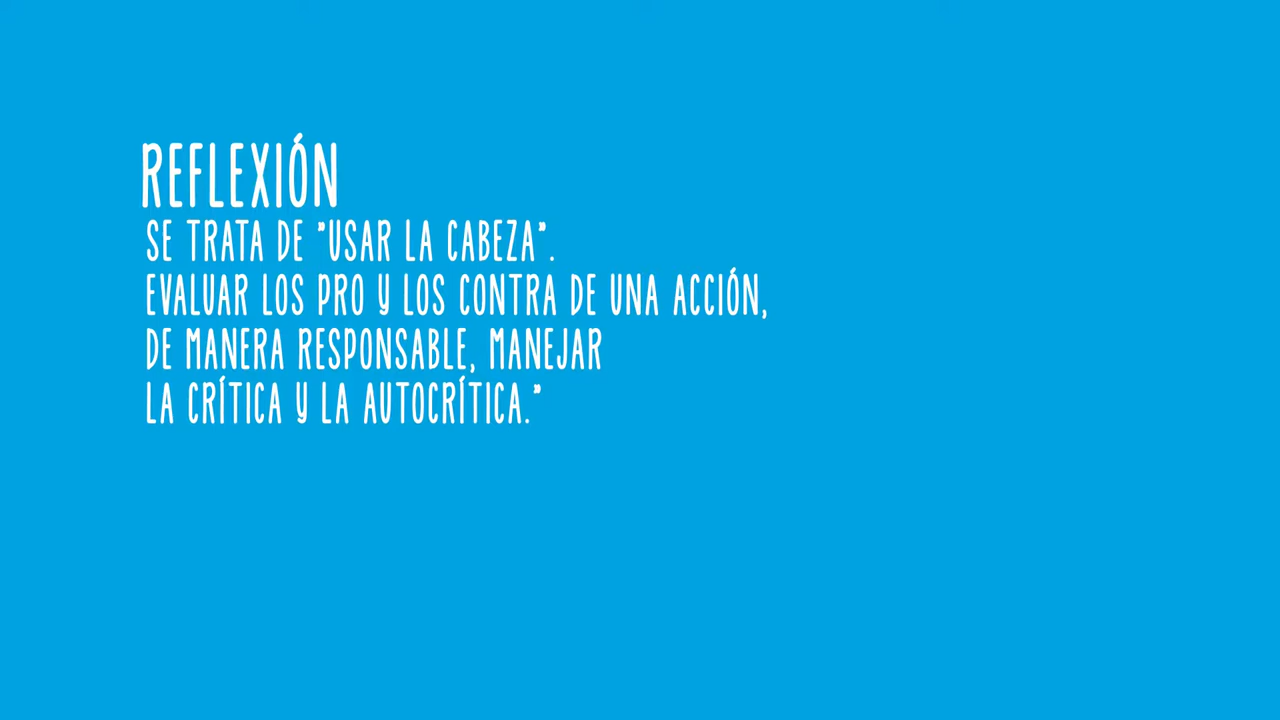 REFLEXIÓN
SE TRATA DE "USAR LA CABEZA".
EVALUAR LOS PRO Y LOS CONTRA DE UNA ACCIÓN,
DE MANERA RESPONSABLE, MANEJAR
LA CRÍTICA Y LA AUTOCRÍTICA."